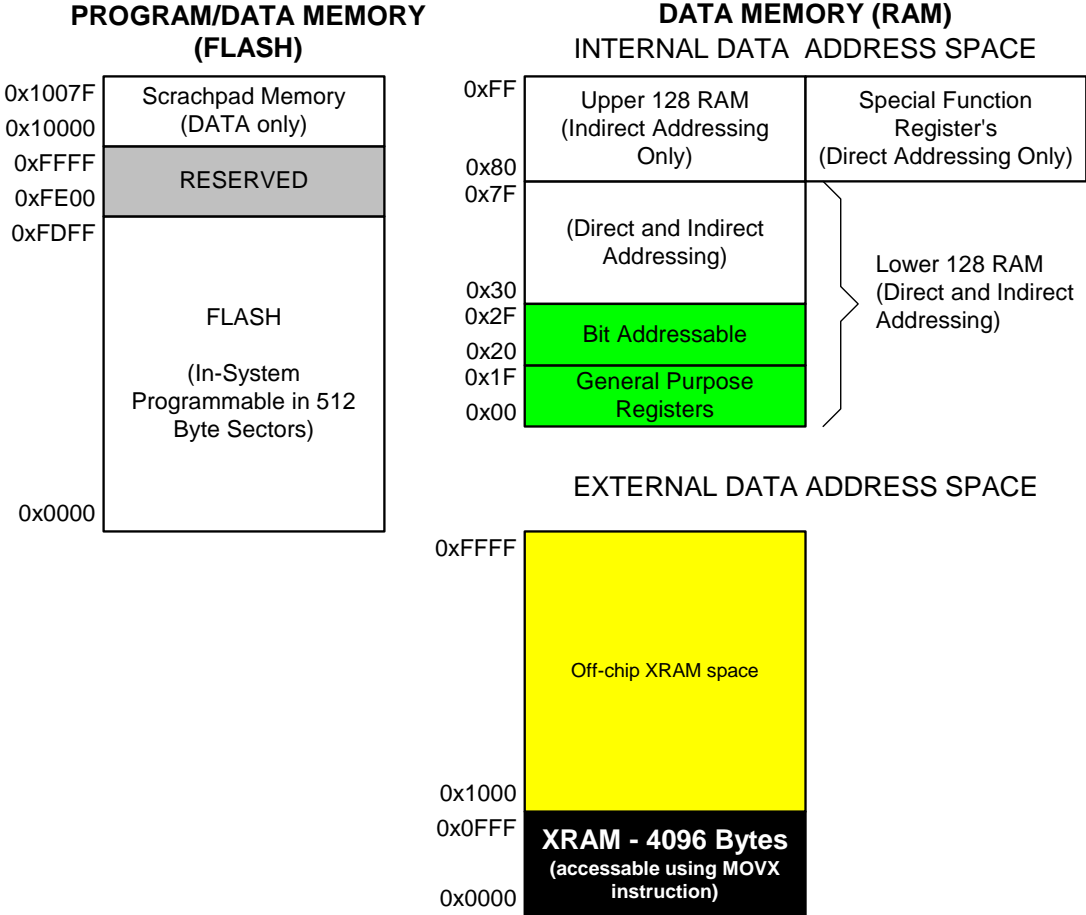 PROGRAM/DATA MEMORY
(FLASH)
0x1007F
Scrachpad Memory
(DATA only)
0x10000
0xFFFF
RESERVED
0xFE00
0xFDFF
FLASH
(In-System
Programmable in 512
Byte Sectors)
0x0000
DATA MEMORY (RAM)
INTERNAL DATA ADDRESS SPACE
0xFF
Upper 128 RAM
(Indirect Addressing
Only)
0x80
Special Function
Register's
(Direct Addressing Only)
0x7F
(Direct and Indirect
Addressing)
0x30
0x2F
Bit Addressable
0x20
0x1F
General Purpose
Registers
0x00
Lower 128 RAM
(Direct and Indirect
Addressing)
EXTERNAL DATA ADDRESS SPACE
0xFFFF
Off-chip XRAM space
0x1000
0x0FFF
XRAM - 4096 Bytes
(accessable using MOVX
instruction)
0x0000